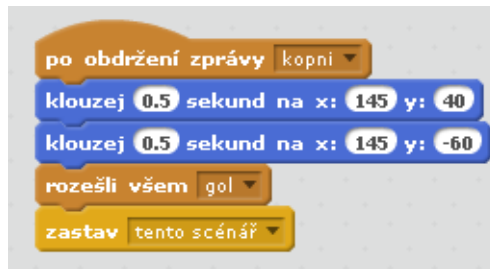 po obdržení zprávy kopni
klouzej 0.5 sekund na x: 145 y: 40
klouzej 0.5 sekund na x: 145 y: -60
rozešli všem gol
zastav tento scénář